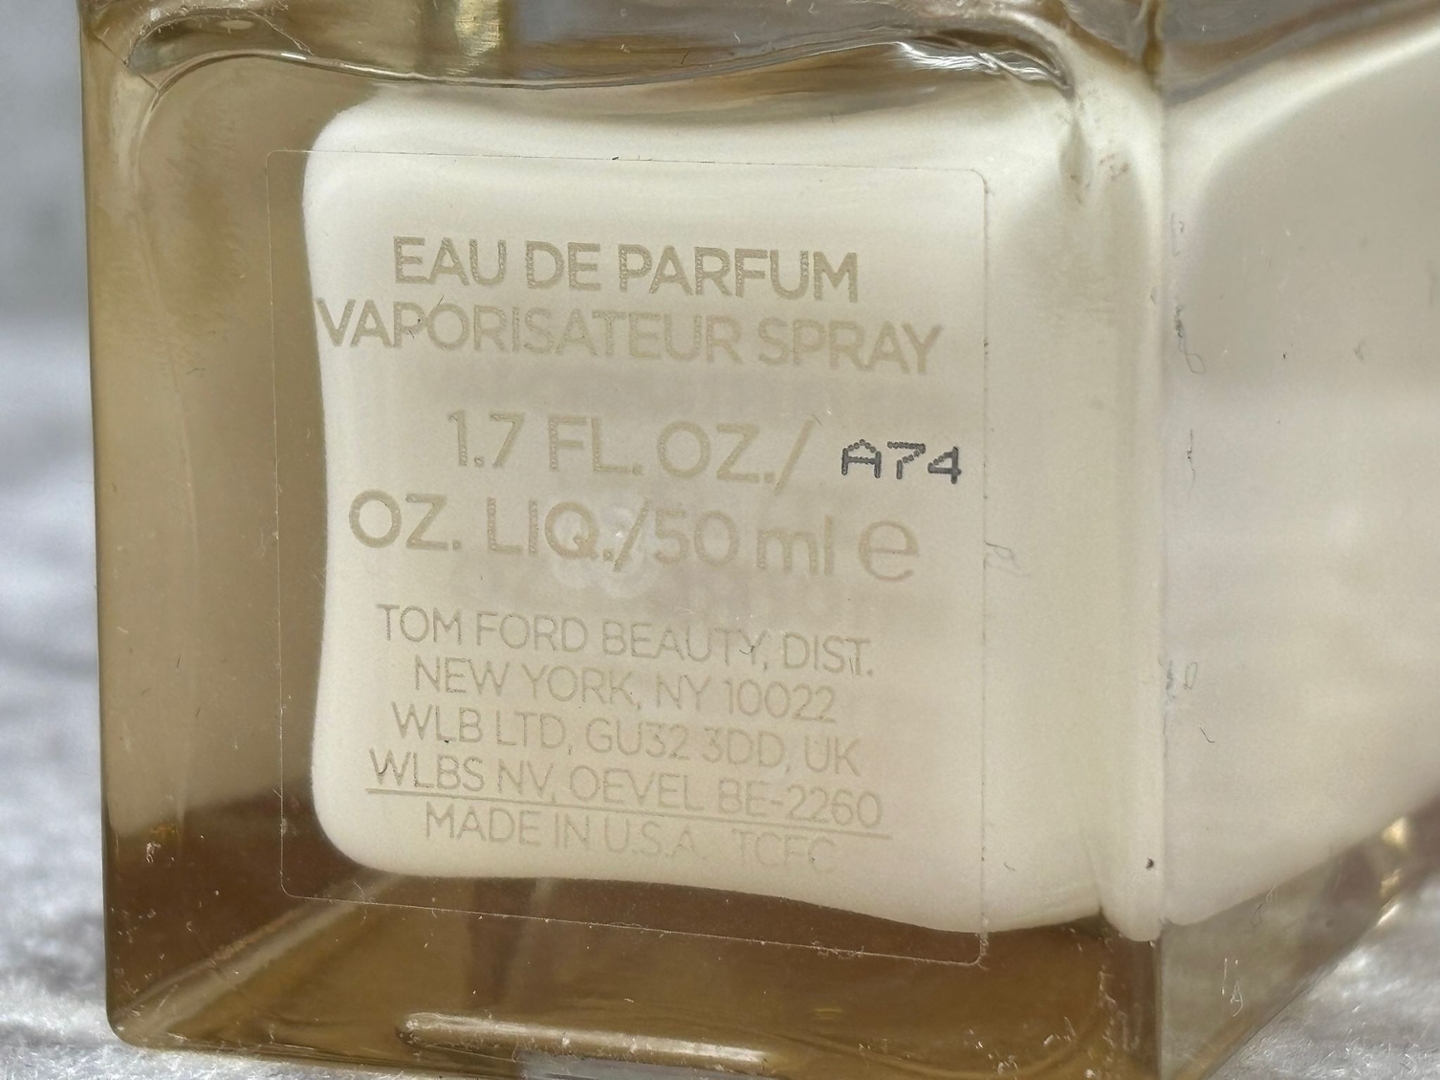 EAU DE PARFUM
VAPORISATEUR SPRAY
1.7 FL. OZ./ A74
OZ. LIQ./50 ml e
TOM FORD BEAUTY, DIST.
NEW YORK, NY 10022
WLB LTD, GU32 3DD, UK
WLBS NV, OEVEL BE-2260
MADE IN U.S.A. TCFC